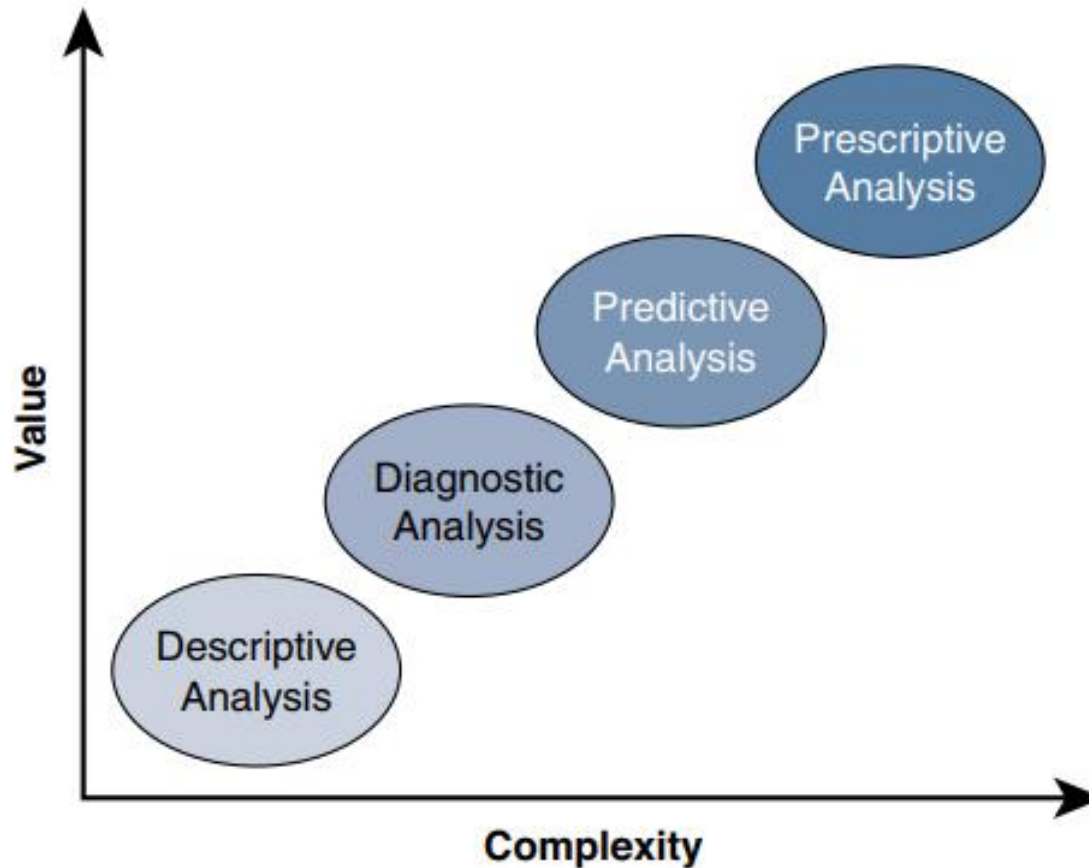 Prescriptive
Analysis
Predictive
Analysis
Value
Diagnostic
Analysis
Descriptive
Analysis
Complexity